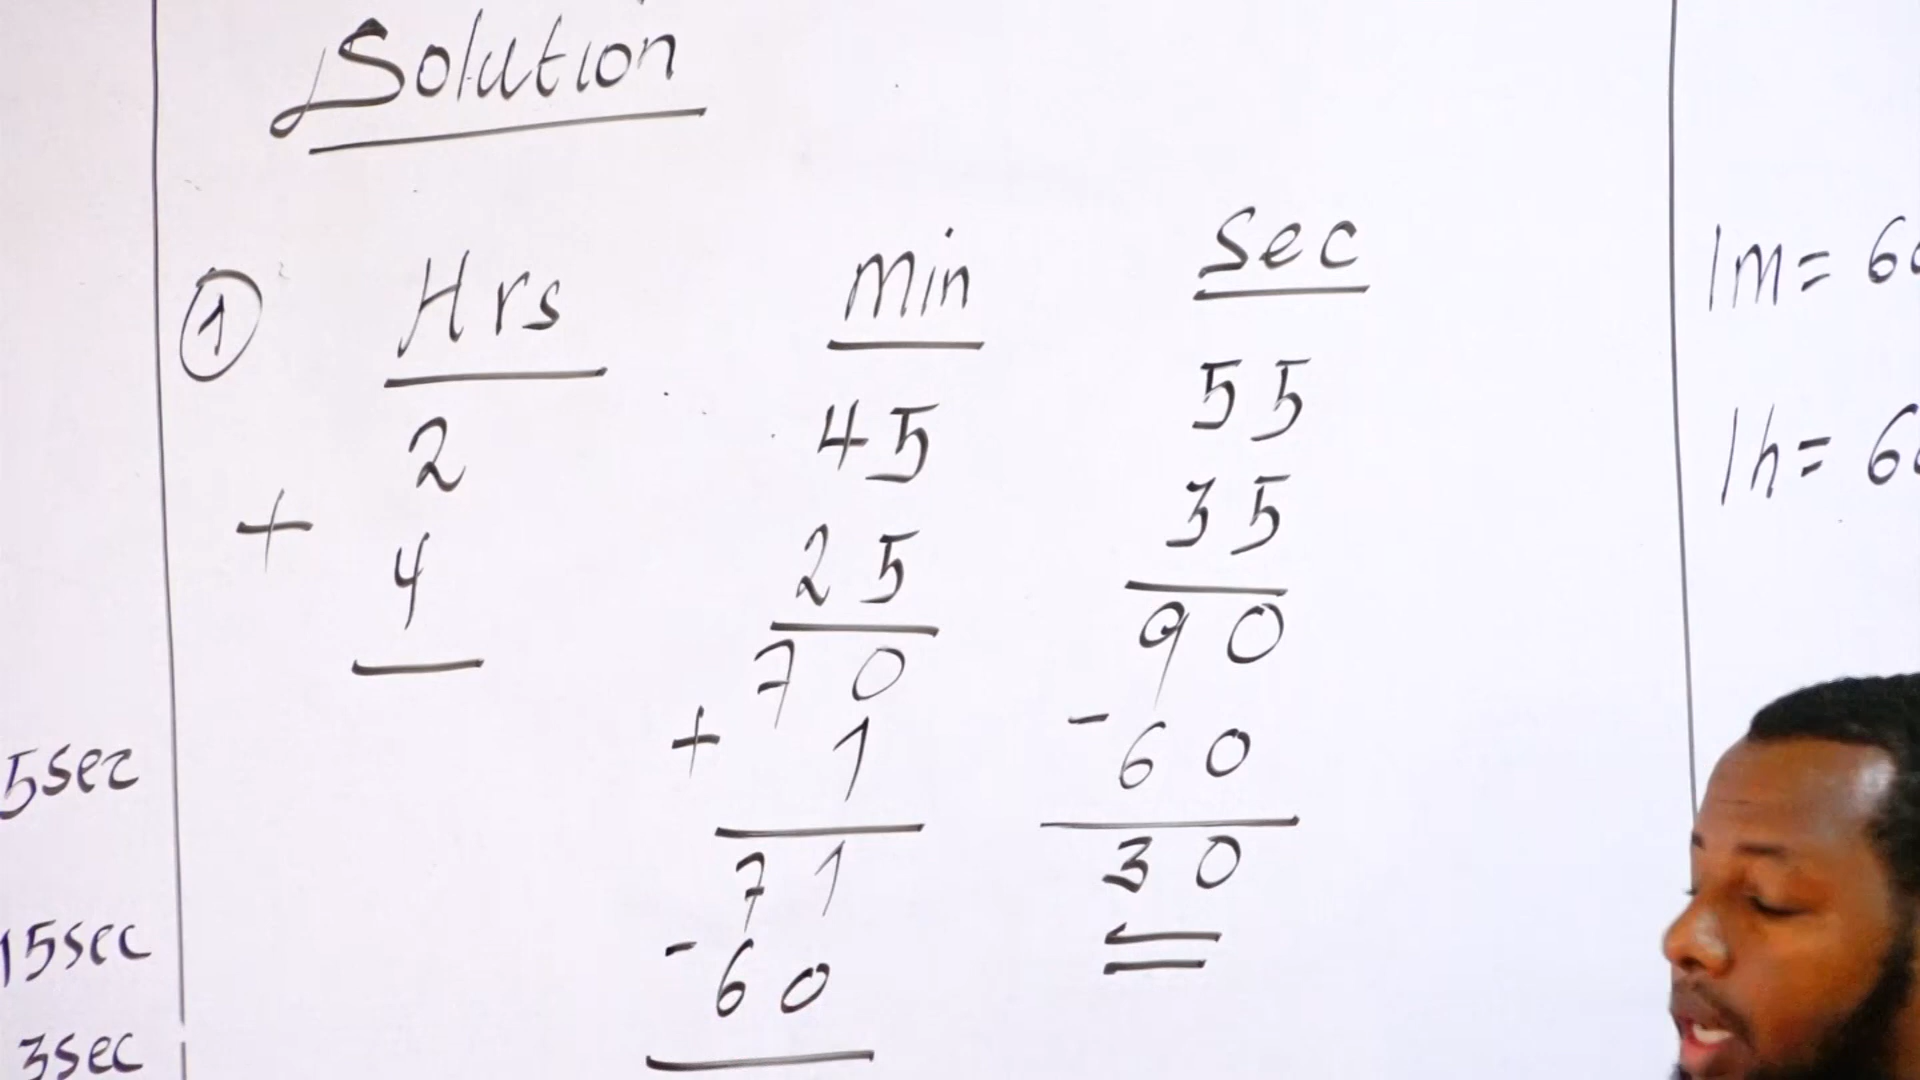 Solution
① Hrs Min Sec
2 45 55
+ 4 25 35
70 90
+ 1 - 60
71 30
- 60
1m = 6
1h = 6
5sec
15sec
3sec